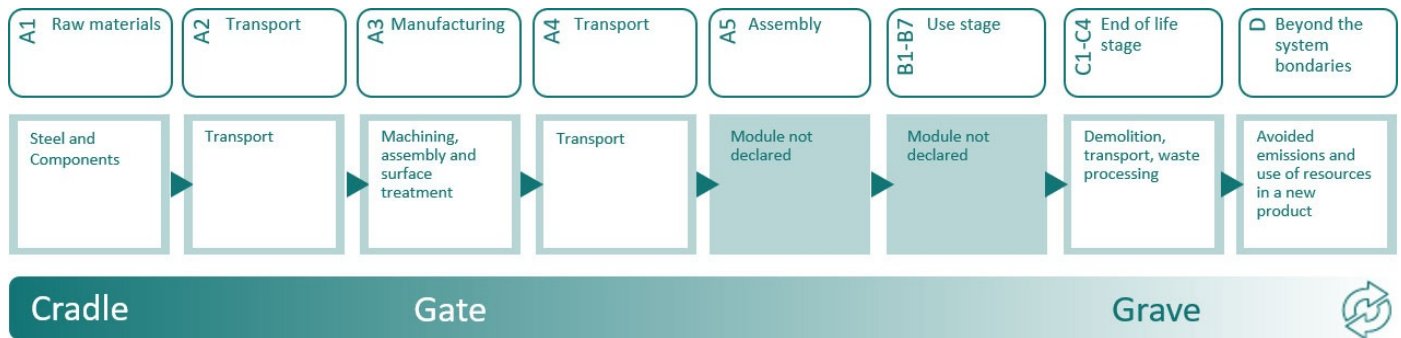 A1 Raw materials
A2 Transport
A3 Manufacturing
A4 Transport
A5 Assembly
B1-B7 Use stage
C1-C4 End of life
stage
D Beyond the
system
bondaries
Steel and
Components
Transport
Machining,
assembly and
surface
treatment
Transport
Module not
declared
Module not
declared
Demolition,
transport, waste
processing
Avoided
emissions and
use of resources
in a new
product
Cradle
Gate
Grave